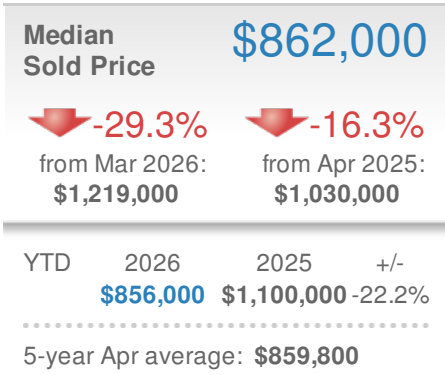 Median
Sold Price
$862,000
-29.3%
from Mar 2026:
$1,219,000
-16.3%
from Apr 2025:
$1,030,000
YTD 2026 2025 +/-
$856,000 $1,100,000 -22.2%
5-year Apr average: $859,800